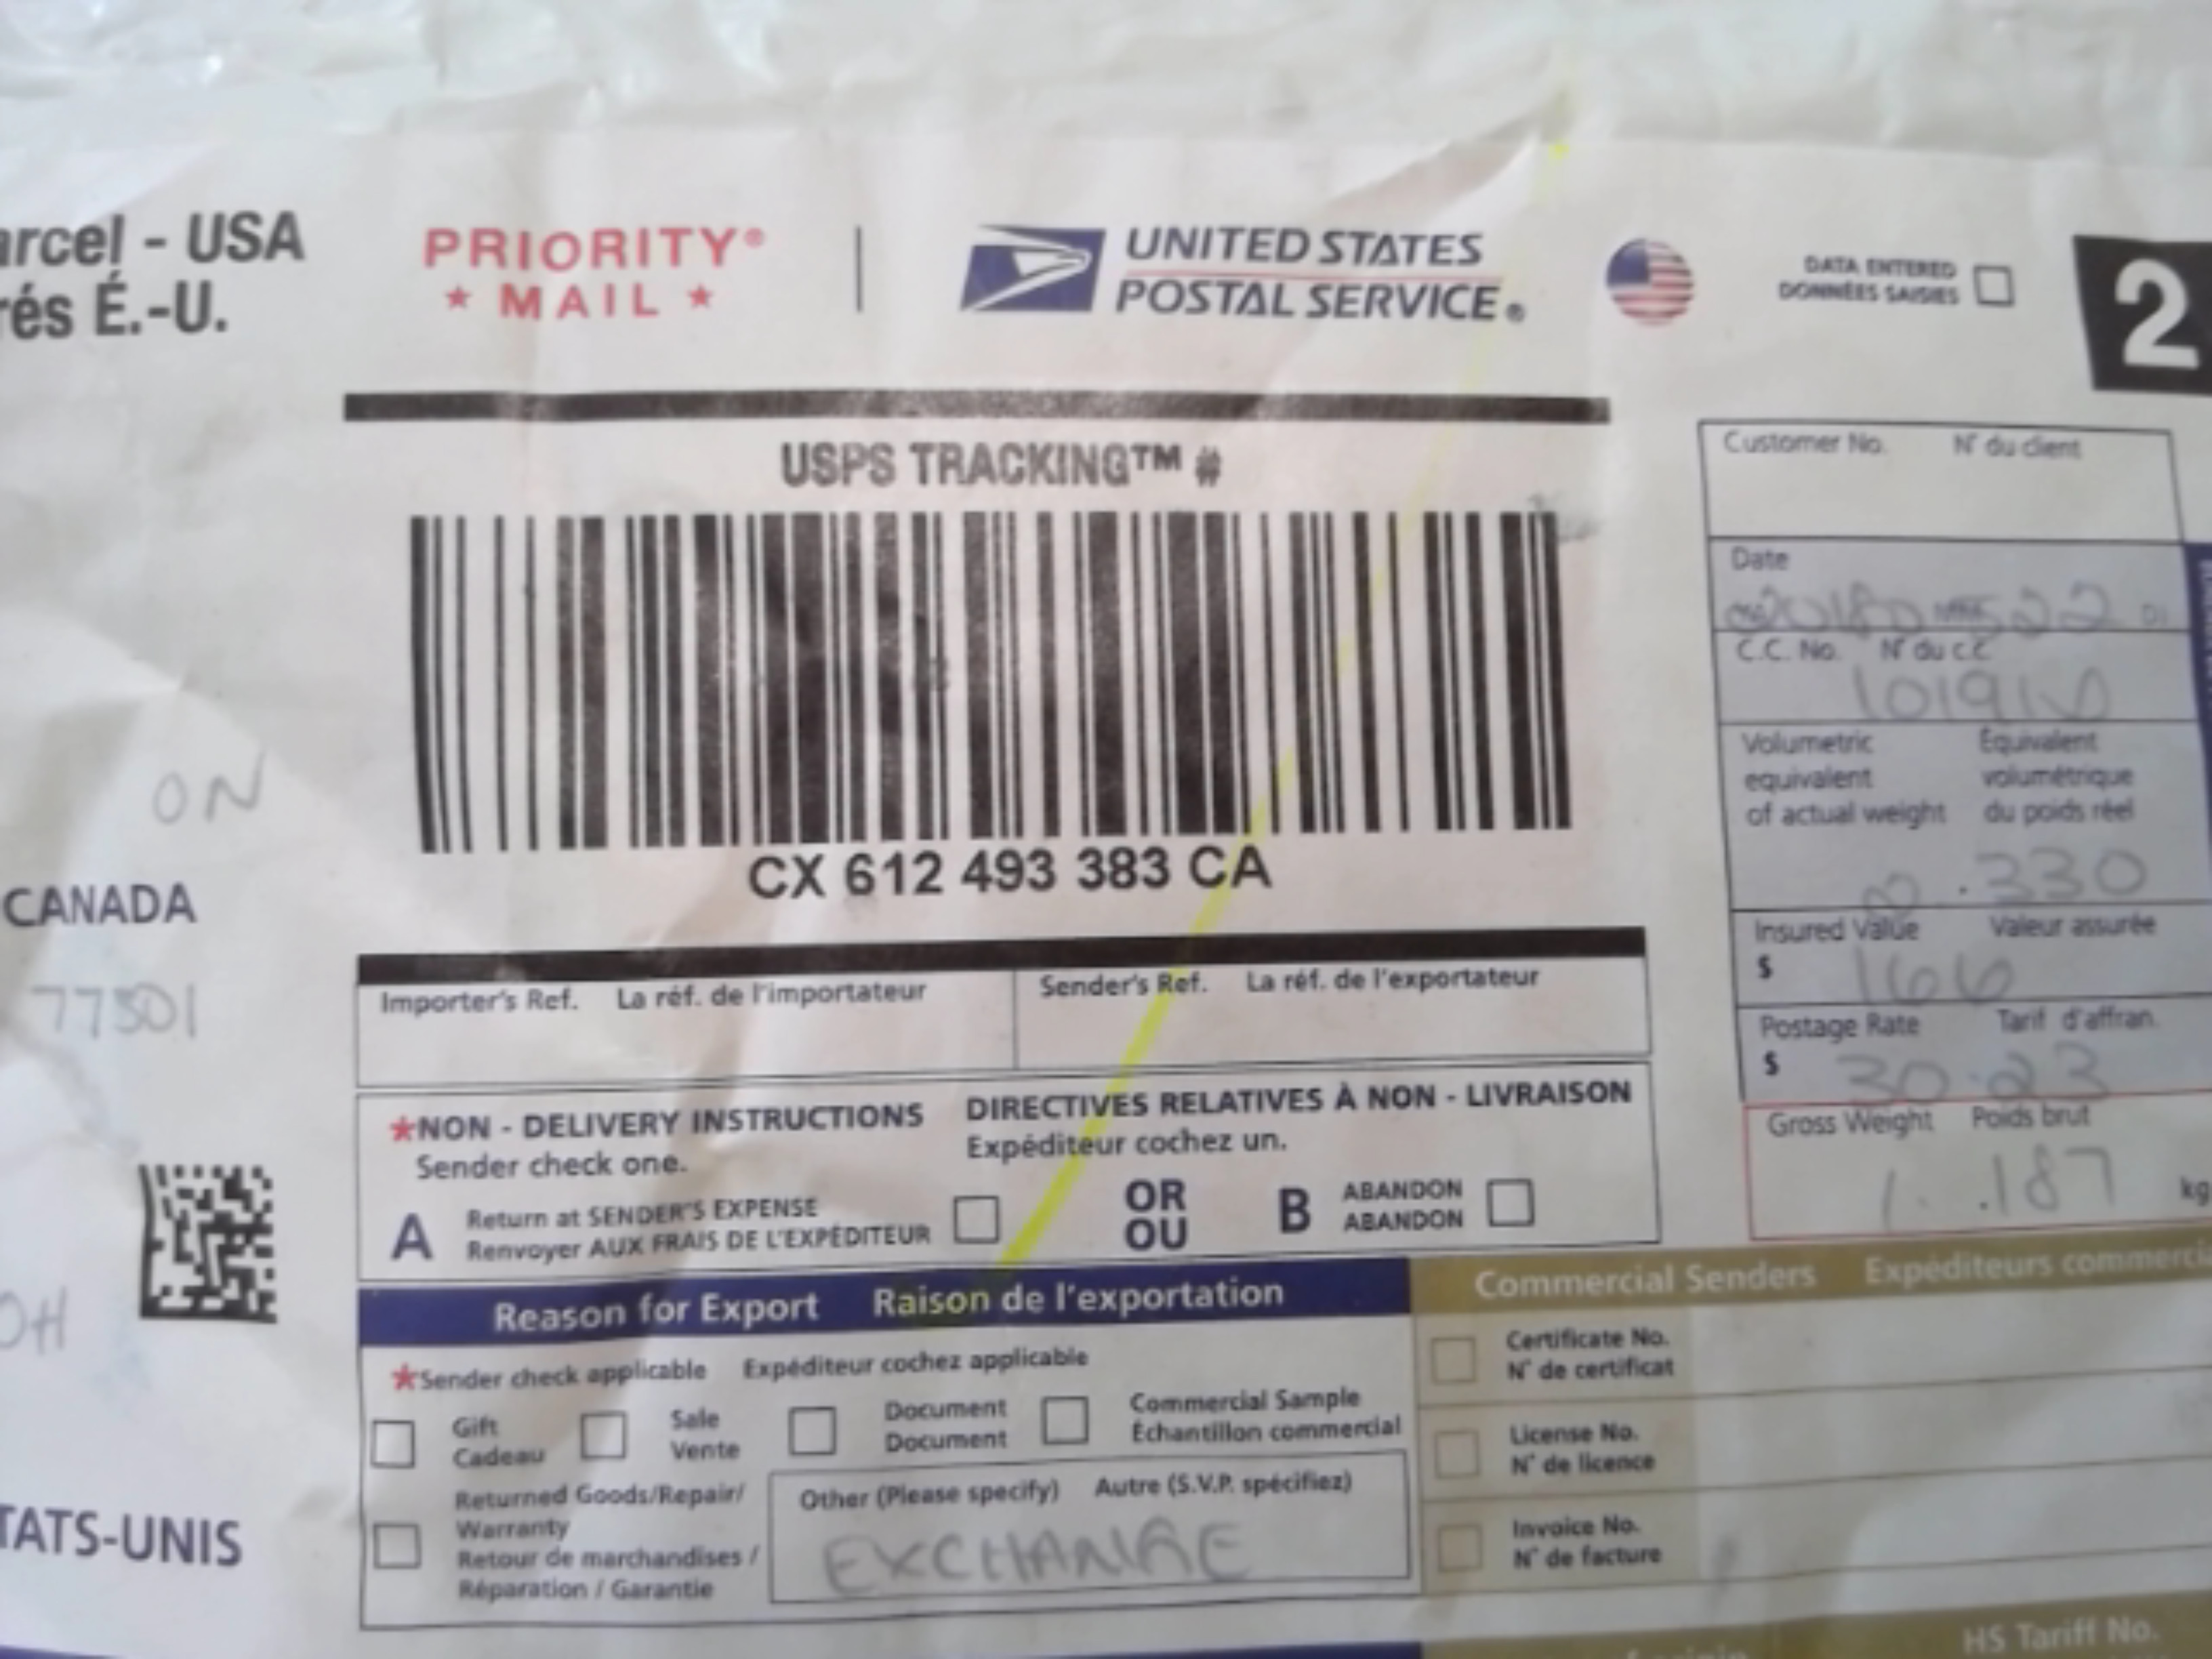 arcel - USA
rés É.-U.
PRIORITY®
★ MAIL ★
UNITED STATES
POSTAL SERVICE®
DATA ENTERED
DONNÉES SAISIES
2
USPS TRACKING™ #
CX 612 493 383 CA
Customer No. N° du client
Date
C.C. No. N° du c.c.
Volumetric Équivalent
equivalent volumétrique
of actual weight du poids réel
.330
Insured Value Valeur assurée
$ 166
Postage Rate Tarif d'affran.
$ 30.23
Gross Weight Poids brut
.187 kg
ON
CANADA
OH
TATS-UNIS
Importer's Ref. La réf. de l'importateur
Sender's Ref. La réf. de l'exportateur
*NON - DELIVERY INSTRUCTIONS DIRECTIVES RELATIVES À NON - LIVRAISON
Sender check one. Expéditeur cochez un.
A Return at SENDER'S EXPENSE
Renvoyer AUX FRAIS DE L'EXPÉDITEUR
OR
OU
B ABANDON
ABANDON
Reason for Export Raison de l'exportation
*Sender check applicable Expéditeur cochez applicable
Gift
Cadeau
Sale
Vente
Document
Document
Commercial Sample
Échantillon commercial
Returned Goods/Repair/
Warranty
Retour de marchandises /
Réparation / Garantie
Other (Please specify) Autre (S.V.P. spécifiez)
EXCHANGE
Commercial Senders Expéditeurs commerci
Certificate No.
N° de certificat
License No.
N° de licence
Invoice No.
N° de facture
HS Tariff No.